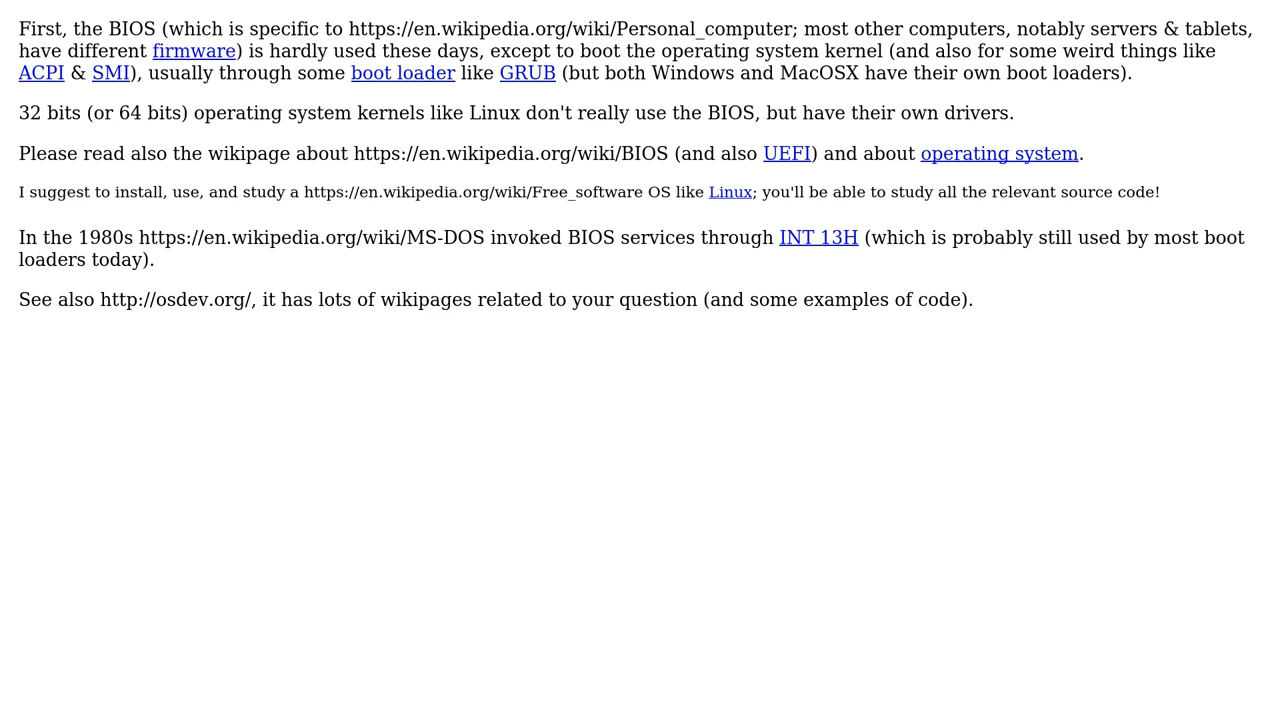 First, the BIOS (which is specific to https://en.wikipedia.org/wiki/Personal_computer; most other computers, notably servers & tablets,
have different firmware) is hardly used these days, except to boot the operating system kernel (and also for some weird things like
ACPI & SMI), usually through some boot loader like GRUB (but both Windows and MacOSX have their own boot loaders).
32 bits (or 64 bits) operating system kernels like Linux don't really use the BIOS, but have their own drivers.
Please read also the wikipage about https://en.wikipedia.org/wiki/BIOS (and also UEFI) and about operating system.
I suggest to install, use, and study a https://en.wikipedia.org/wiki/Free_software OS like Linux; you'll be able to study all the relevant source code!
In the 1980s https://en.wikipedia.org/wiki/MS-DOS invoked BIOS services through INT 13H (which is probably still used by most boot
loaders today).
See also http://osdev.org/, it has lots of wikipages related to your question (and some examples of code).